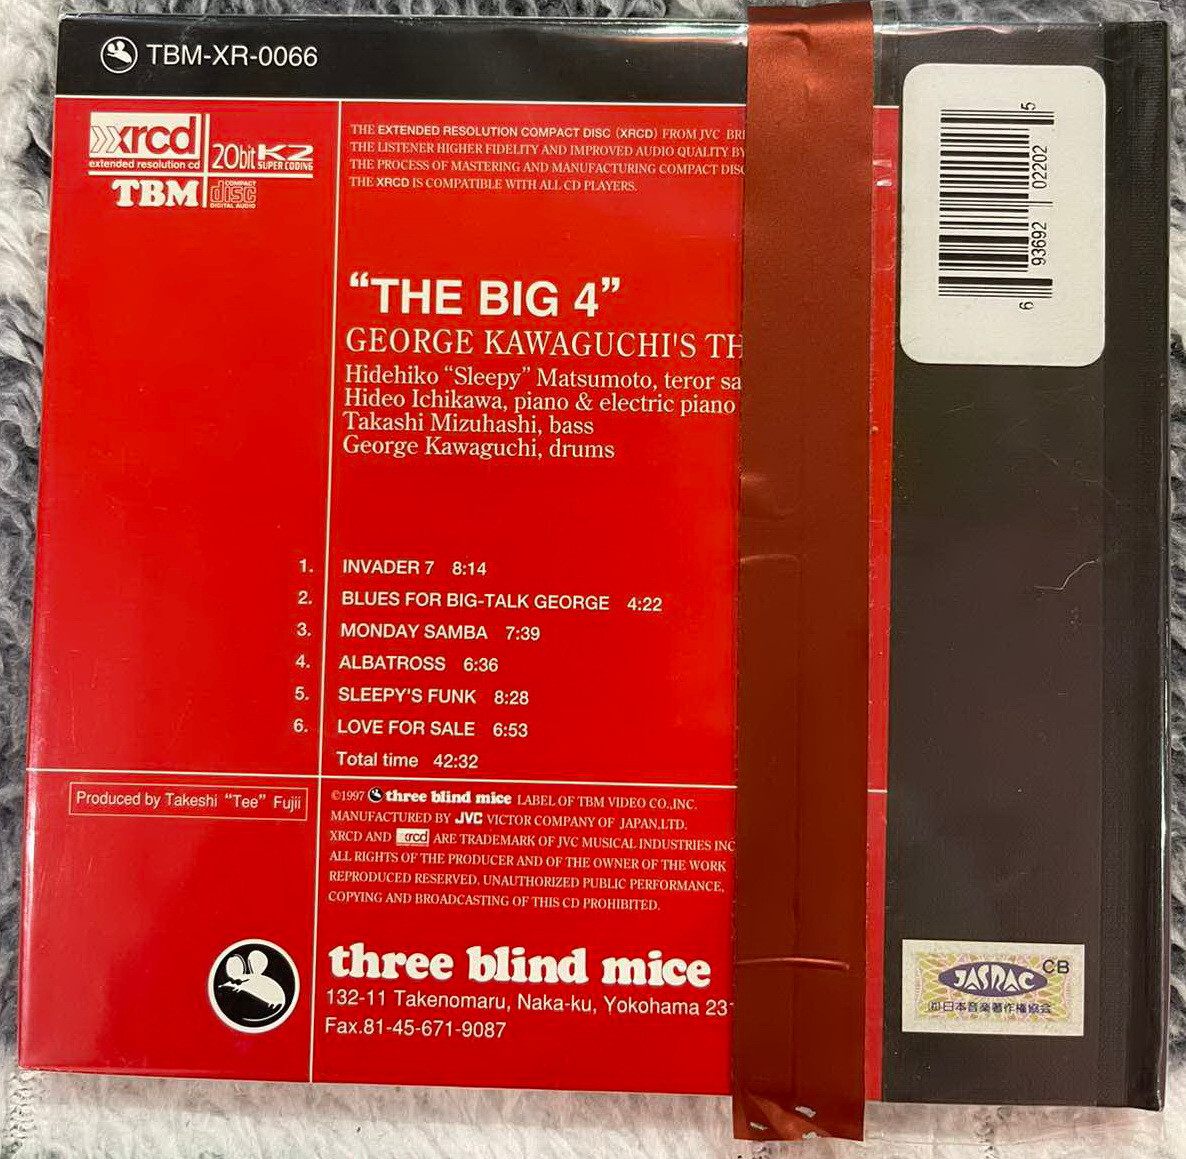 TBM-XR-0066
xrcd
extended resolution cd
20bit K2
SUPER CODING
TBM
COMPACT
disc
DIGITAL AUDIO
THE EXTENDED RESOLUTION COMPACT DISC (XRCD) FROM JVC BRI
THE LISTENER HIGHER FIDELITY AND IMPROVED AUDIO QUALITY BY
THE PROCESS OF MASTERING AND MANUFACTURING COMPACT DISC
THE XRCD IS COMPATIBLE WITH ALL CD PLAYERS.
“THE BIG 4”
GEORGE KAWAGUCHI'S TH
Hidehiko “Sleepy” Matsumoto, teror sa
Hideo Ichikawa, piano & electric piano
Takashi Mizuhashi, bass
George Kawaguchi, drums
1. INVADER 7 8:14
2. BLUES FOR BIG-TALK GEORGE 4:22
3. MONDAY SAMBA 7:39
4. ALBATROSS 6:36
5. SLEEPY'S FUNK 8:28
6. LOVE FOR SALE 6:53
Total time 42:32
Produced by Takeshi “Tee” Fujii
©1997 three blind mice LABEL OF TBM VIDEO CO.,INC.
MANUFACTURED BY JVC VICTOR COMPANY OF JAPAN,LTD.
XRCD AND xrcd ARE TRADEMARK OF JVC MUSICAL INDUSTRIES INC
ALL RIGHTS OF THE PRODUCER AND OF THE OWNER OF THE WORK
REPRODUCED RESERVED. UNAUTHORIZED PUBLIC PERFORMANCE,
COPYING AND BROADCASTING OF THIS CD PROHIBITED.
three blind mice
132-11 Takenomaru, Naka-ku, Yokohama 231
Fax.81-45-671-9087
6 93692 02202 5
JASRAC CB
(社)日本音楽著作権協会